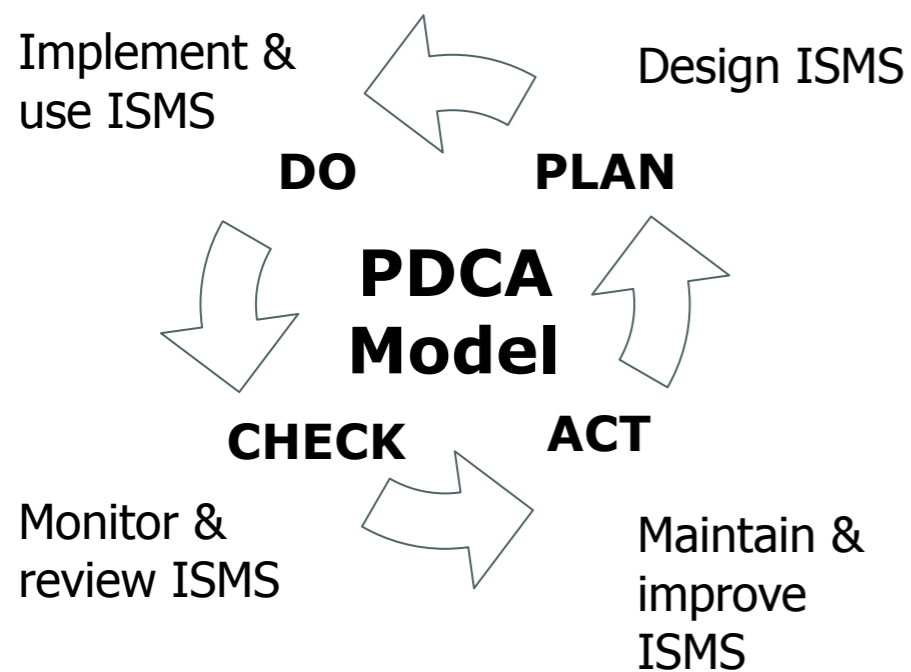 Implement &
use ISMS
Design ISMS
DO
PLAN
PDCA
Model
CHECK
ACT
Monitor &
review ISMS
Maintain &
improve
ISMS